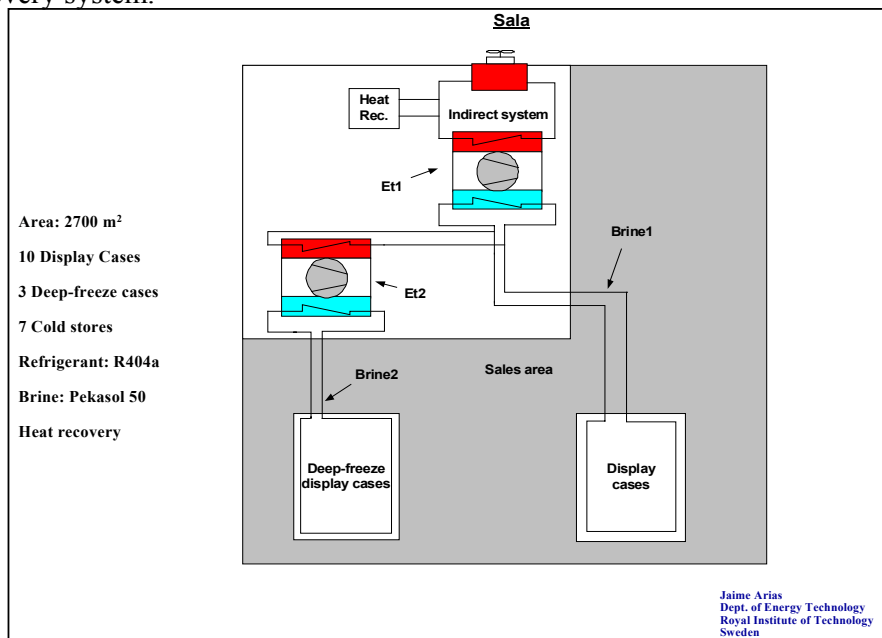 Sala
Heat
Rec.
Indirect system
Et1
Area: 2700 m²
10 Display Cases
3 Deep-freeze cases
7 Cold stores
Refrigerant: R404a
Brine: Pekasol 50
Heat recovery
Brine1
Et2
Sales area
Brine2
Deep-freeze
display cases
Display
cases
Jaime Arias
Dept. of Energy Technology
Royal Institute of Technology
Sweden